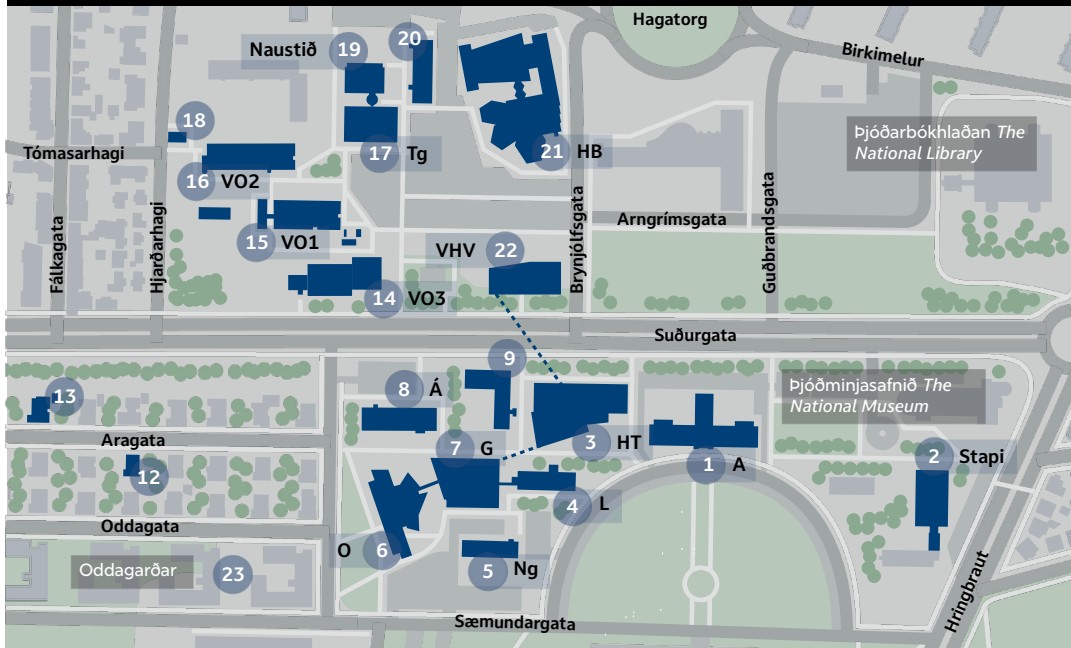 Hagatorg
Birkimelur
20
19
Naustið
18
Tómasarhagi
17 Tg
21 HB
Þjóðarbókhlaðan The
National Library
16 VO2
Fálkagata
Hjarðarhagi
Brynjólfsgata
Arngrímsgata
Guðbrandsgata
15 VO1
VHV 22
14 VO3
Suðurgata
9
8 Á
13
Þjóðminjasafnið The
National Museum
Aragata
7 G
3 HT
1 A
2 Stapi
12
4 L
Oddagata
O 6
5 Ng
Oddagarðar 23
Hringbraut
Sæmundargata